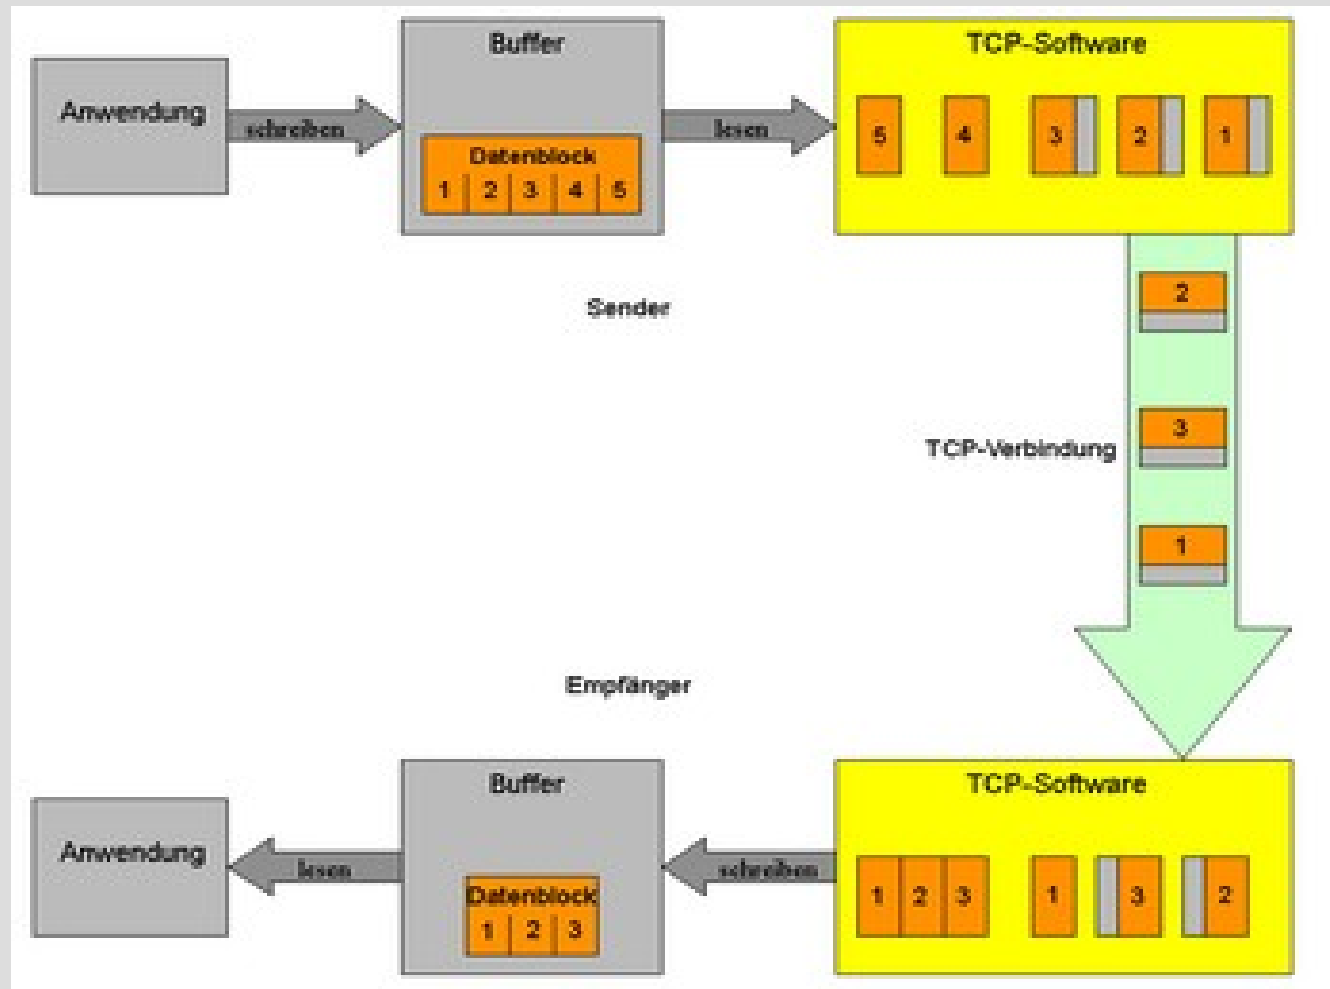 Buffer
TCP-Software
Anwendung
schreiben
lesen
5 4 3 2 1
Datenblock
1 2 3 4 5
2
Sender
3
TCP-Verbindung
1
Empfänger
Buffer
TCP-Software
Anwendung
lesen
schreiben
Datenblock
1 2 3
1 2 3 1 3 2